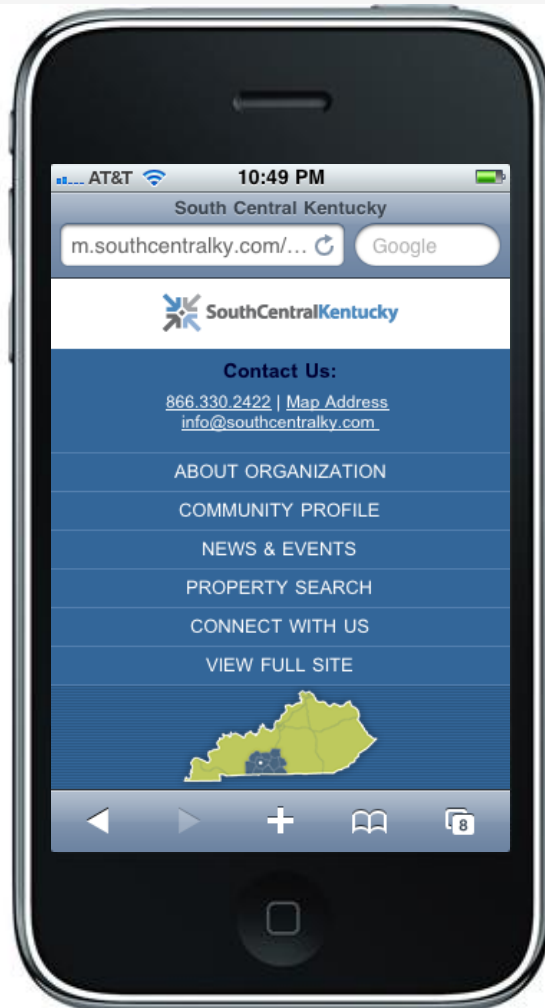 AT&T 10:49 PM
South Central Kentucky
m.southcentralky.com/... Google
SouthCentralKentucky
Contact Us:
866.330.2422 | Map Address
info@southcentralky.com
ABOUT ORGANIZATION
COMMUNITY PROFILE
NEWS & EVENTS
PROPERTY SEARCH
CONNECT WITH US
VIEW FULL SITE
8